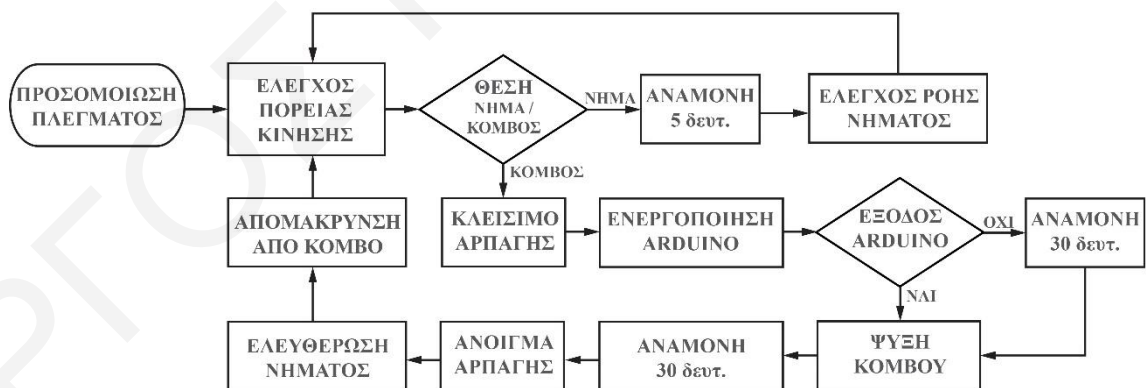 ΠΡΟΣΟΜΟΙΩΣΗ
ΠΛΕΓΜΑΤΟΣ
ΕΛΕΓΧΟΣ
ΠΟΡΕΙΑΣ
ΚΙΝΗΣΗΣ
ΘΕΣΗ
ΝΗΜΑ /
ΚΟΜΒΟΣ
ΝΗΜΑ
ΑΝΑΜΟΝΗ
5 δευτ.
ΕΛΕΓΧΟΣ ΡΟΗΣ
ΝΗΜΑΤΟΣ
ΚΟΜΒΟΣ
ΑΠΟΜΑΚΡΥΝΣΗ
ΑΠΟ ΚΟΜΒΟ
ΚΛΕΙΣΙΜΟ
ΑΡΠΑΓΗΣ
ΕΝΕΡΓΟΠΟΙΗΣΗ
ARDUINO
ΕΞΟΔΟΣ
ARDUINO
ΟΧΙ
ΑΝΑΜΟΝΗ
30 δευτ.
ΝΑΙ
ΕΛΕΥΘΕΡΩΣΗ
ΝΗΜΑΤΟΣ
ΑΝΟΙΓΜΑ
ΑΡΠΑΓΗΣ
ΑΝΑΜΟΝΗ
30 δευτ.
ΨΥΞΗ
ΚΟΜΒΟΥ